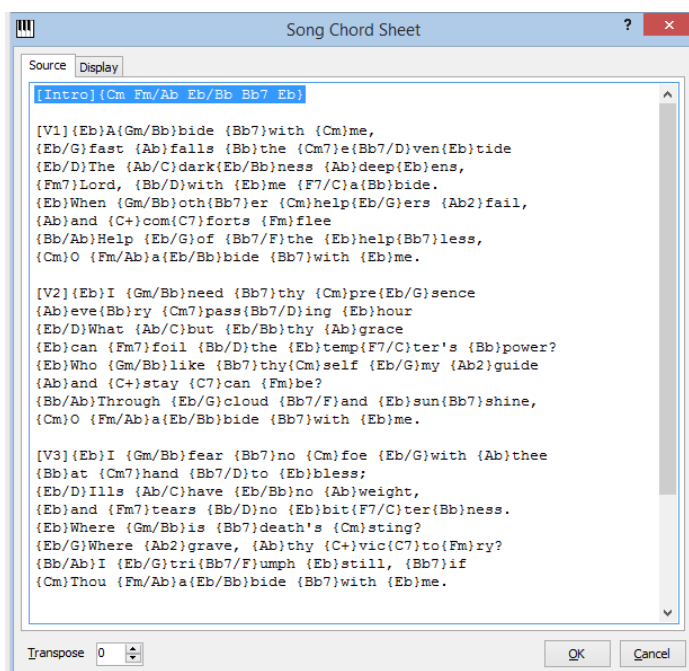 Song Chord Sheet
?
×
Source Display
[Intro]{Cm Fm/Ab Eb/Bb Bb7 Eb}
[V1]{Eb}A{Gm/Bb}bide {Bb7}with {Cm}me,
{Eb/G}fast {Ab}falls {Bb}the {Cm7}e{Bb7/D}ven{Eb}tide
{Eb/D}The {Ab/C}dark{Eb/Bb}ness {Ab}deep{Eb}ens,
{Fm7}Lord, {Bb/D}with {Eb}me {F7/C}a{Bb}bide.
{Eb}When {Gm/Bb}oth{Bb7}er {Cm}help{Eb/G}ers {Ab2}fail,
{Ab}and {C+}com{C7}forts {Fm}flee
{Bb/Ab}Help {Eb/G}of {Bb7/F}the {Eb}help{Bb7}less,
{Cm}O {Fm/Ab}a{Eb/Bb}bide {Bb7}with {Eb}me.
[V2]{Eb}I {Gm/Bb}need {Bb7}thy {Cm}pre{Eb/G}sence
{Ab}eve{Bb}ry {Cm7}pass{Bb7/D}ing {Eb}hour
{Eb/D}What {Ab/C}but {Eb/Bb}thy {Ab}grace
{Eb}can {Fm7}foil {Bb/D}the {Eb}temp{F7/C}ter's {Bb}power?
{Eb}Who {Gm/Bb}like {Bb7}thy{Cm}self {Eb/G}my {Ab2}guide
{Ab}and {C+}stay {C7}can {Fm}be?
{Bb/Ab}Through {Eb/G}cloud {Bb7/F}and {Eb}sun{Bb7}shine,
{Cm}O {Fm/Ab}a{Eb/Bb}bide {Bb7}with {Eb}me.
[V3]{Eb}I {Gm/Bb}fear {Bb7}no {Cm}foe {Eb/G}with {Ab}thee
{Bb}at {Cm7}hand {Bb7/D}to {Eb}bless;
{Eb/D}Ills {Ab/C}have {Eb/Bb}no {Ab}weight,
{Eb}and {Fm7}tears {Bb/D}no {Eb}bit{F7/C}ter{Bb}ness.
{Eb}Where {Gm/Bb}is {Bb7}death's {Cm}sting?
{Eb/G}Where {Ab2}grave, {Ab}thy {C+}vic{C7}to{Fm}ry?
{Bb/Ab}I {Eb/G}tri{Bb7/F}umph {Eb}still, {Bb7}if
{Cm}Thou {Fm/Ab}a{Eb/Bb}bide {Bb7}with {Eb}me.
Transpose 0 OK Cancel